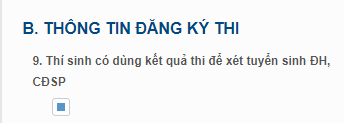 B. THÔNG TIN ĐĂNG KÝ THI
9. Thí sinh có dùng kết quả thi để xét tuyển sinh ĐH,
CĐSP